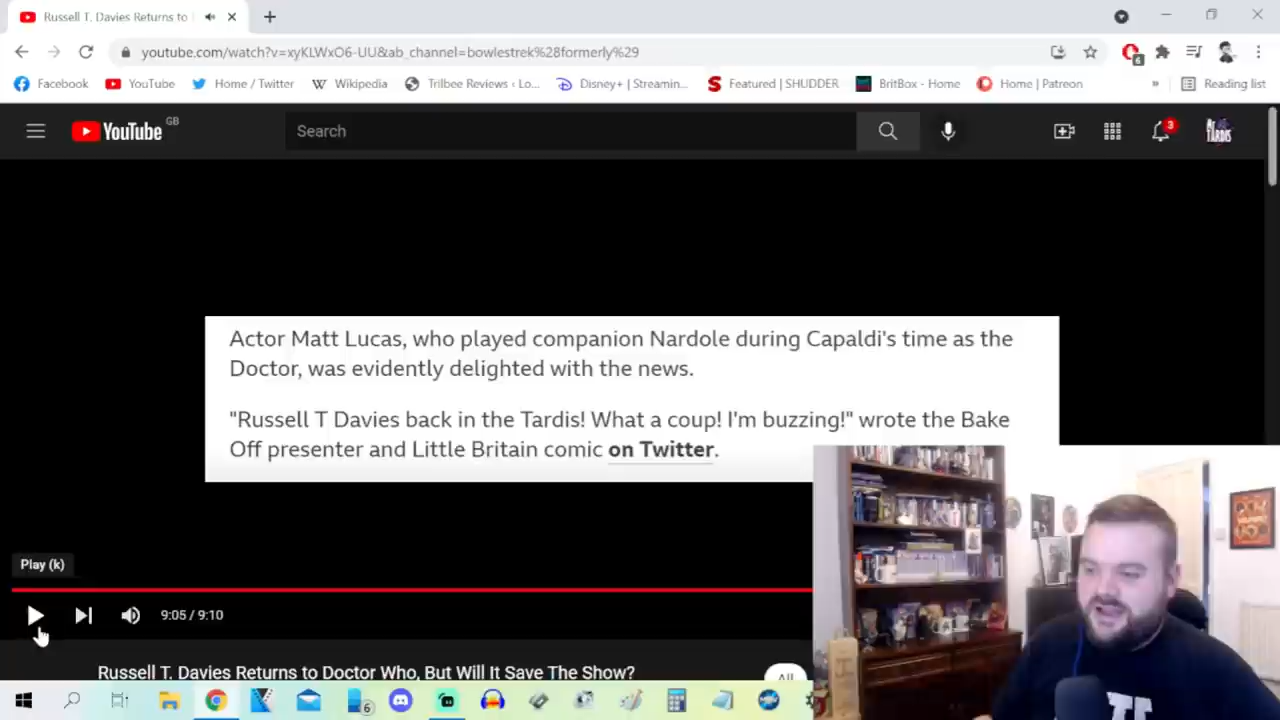 Russell T. Davies Returns to
youtube.com/watch?v=xyKLWxO6-UU&ab_channel=bowlestrek%28formerly%29
6
Facebook YouTube Home / Twitter Wikipedia Trilbee Reviews ‹ Lo... Disney+ | Streamin... Featured | SHUDDER BritBox - Home Home | Patreon » Reading list
YouTube GB Search 3
TARDIS
Actor Matt Lucas, who played companion Nardole during Capaldi's time as the
Doctor, was evidently delighted with the news.
"Russell T Davies back in the Tardis! What a coup! I'm buzzing!" wrote the Bake
Off presenter and Little Britain comic on Twitter.
Play (k)
9:05 / 9:10
Russell T. Davies Returns to Doctor Who, But Will It Save The Show?
All
6